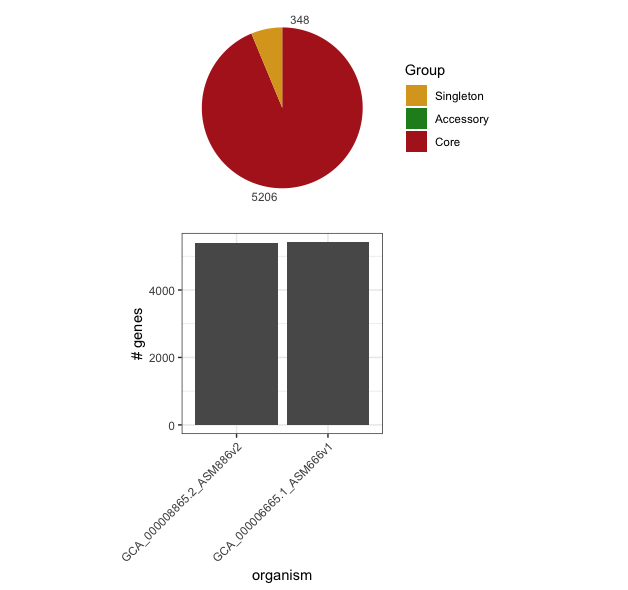 348
5206
Group
Singleton
Accessory
Core
# genes
4000
2000
0
GCA_000008865.2_ASM886v2
GCA_000006665.1_ASM666v1
organism